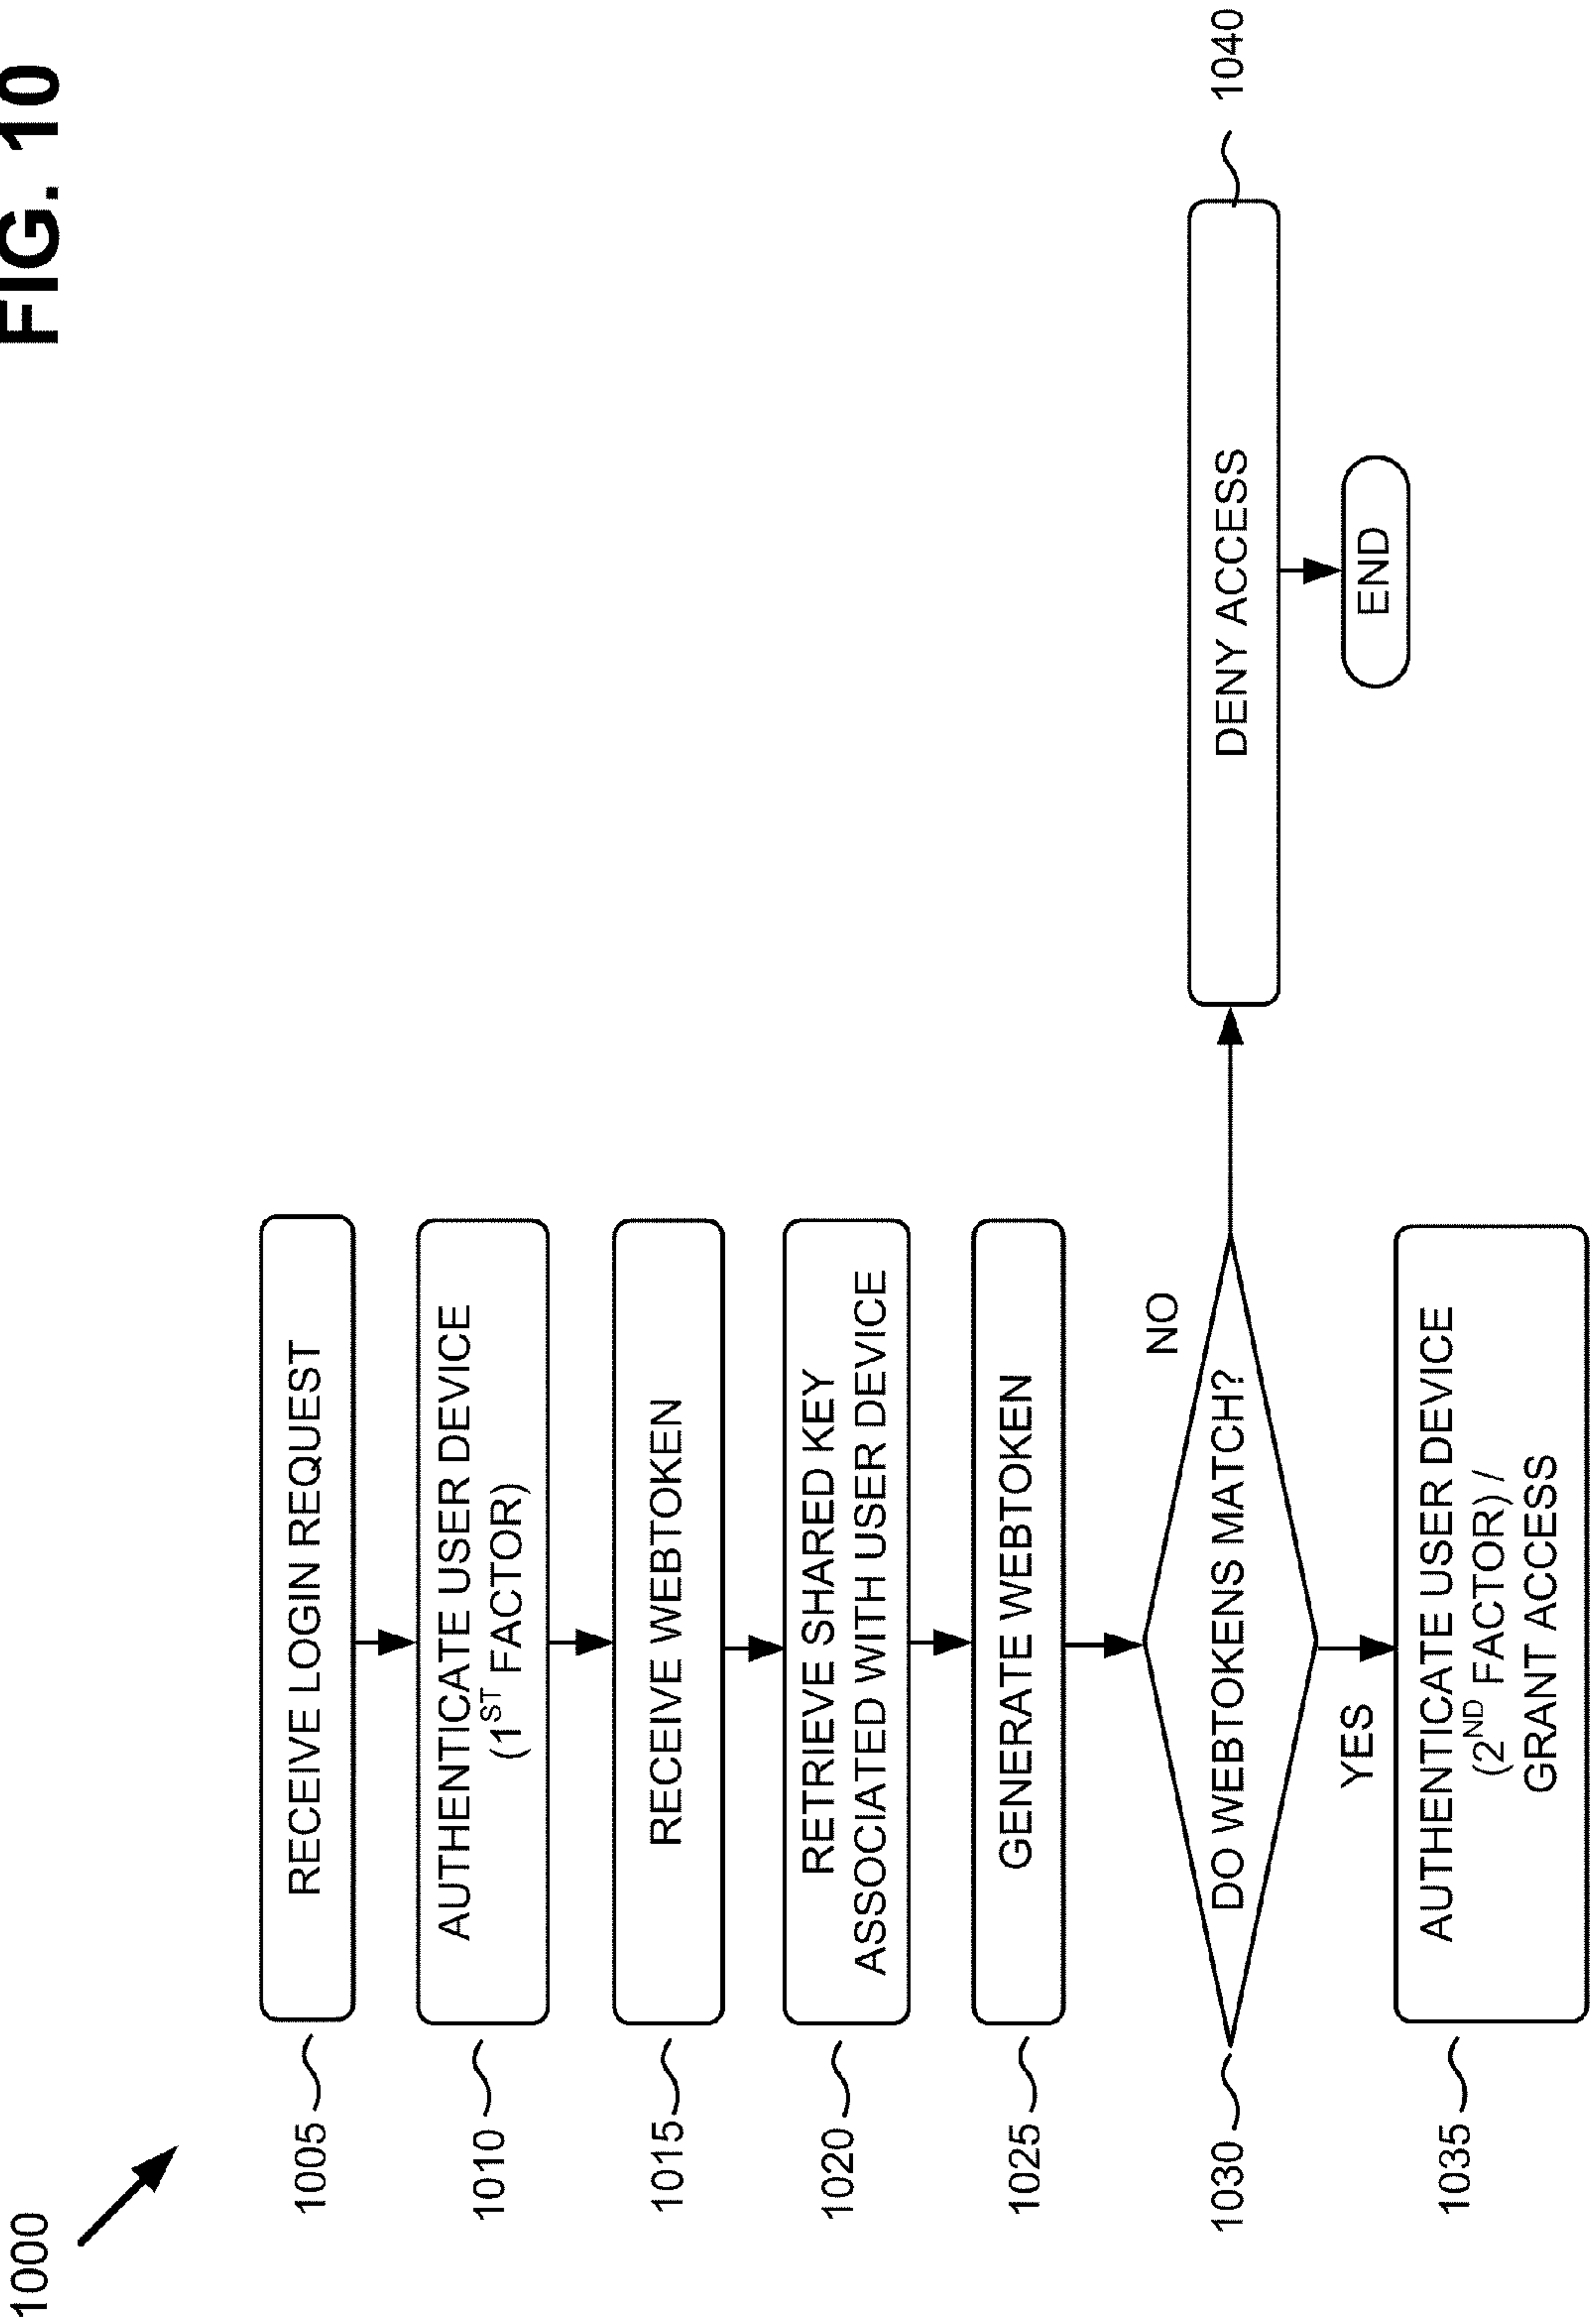 FIG. 10
1000
1005
RECEIVE LOGIN REQUEST
1010
AUTHENTICATE USER DEVICE
(1ST FACTOR)
1015
RECEIVE WEBTOKEN
1020
RETRIEVE SHARED KEY
ASSOCIATED WITH USER DEVICE
1025
GENERATE WEBTOKEN
1030
DO WEBTOKENS MATCH?
NO
DENY ACCESS
1040
END
YES
1035
AUTHENTICATE USER DEVICE
(2ND FACTOR) /
GRANT ACCESS